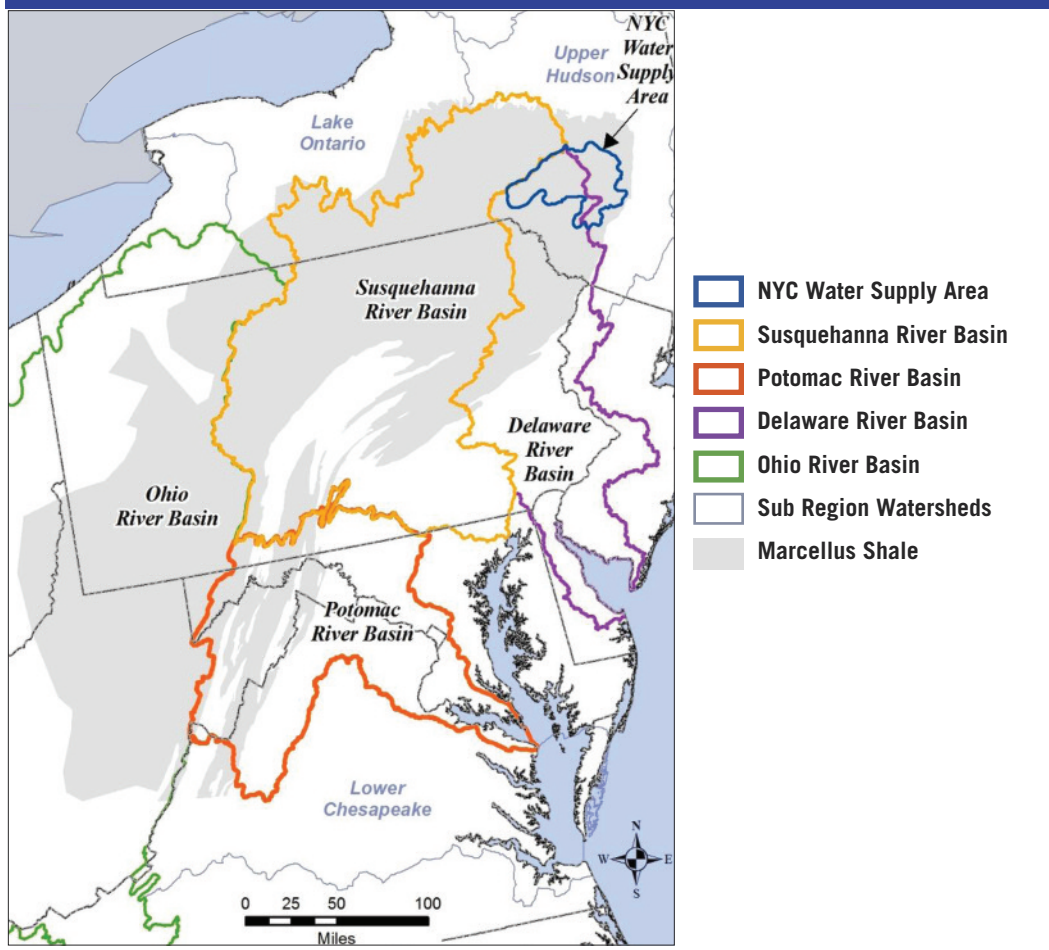 NYC
Water
Supply
Area
Upper
Hudson
Lake
Ontario
Susquehanna
River Basin
Delaware
River
Basin
Ohio
River Basin
Potomac
River Basin
Lower
Chesapeake
N
W E
S
0 25 50 100
Miles
NYC Water Supply Area
Susquehanna River Basin
Potomac River Basin
Delaware River Basin
Ohio River Basin
Sub Region Watersheds
Marcellus Shale